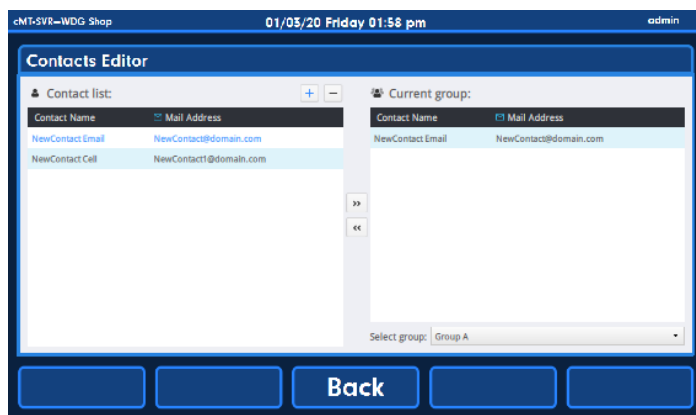 cMT-SVR-WDG Shop 01/03/20 Friday 01:58 pm admin
Contacts Editor
Contact list: + −
Contact Name Mail Address
NewContact Email NewContact@domain.com
NewContact Cell NewContact1@domain.com
>>
<<
Current group:
Contact Name Mail Address
NewContact Email NewContact@domain.com
Select group: Group A
Back